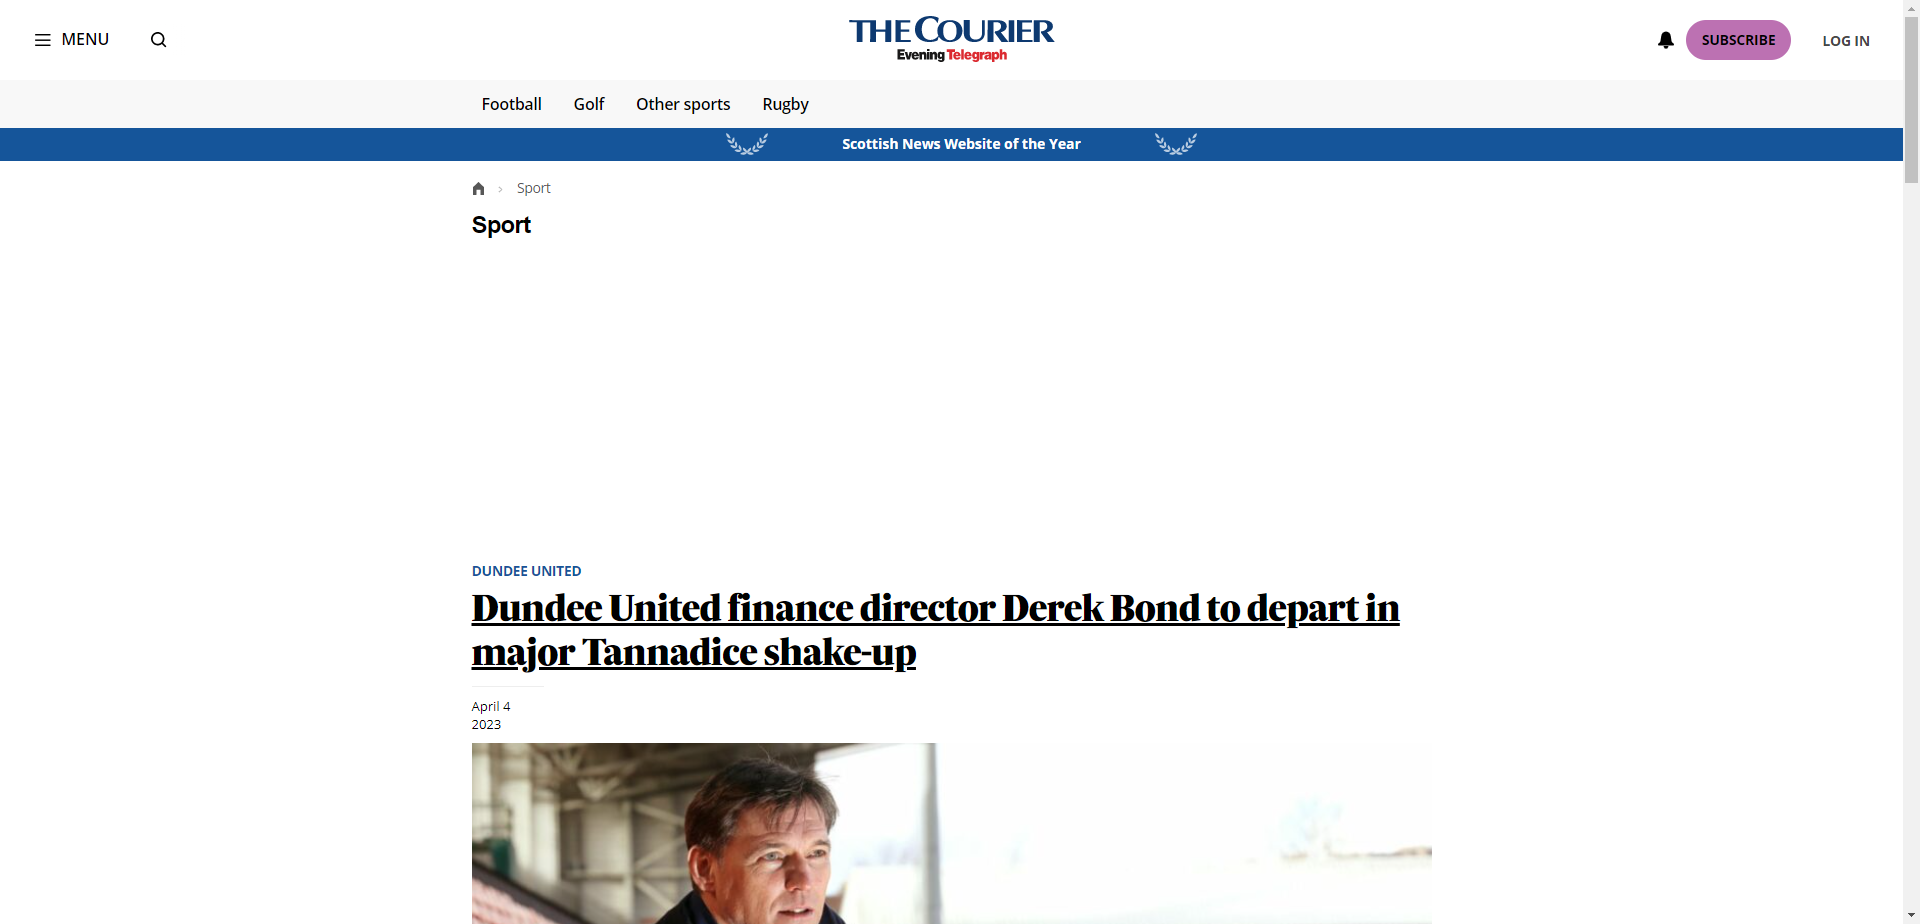 MENU
THE COURIER
Evening Telegraph
SUBSCRIBE
LOG IN
Football
Golf
Other sports
Rugby
Scottish News Website of the Year
Sport
Sport
DUNDEE UNITED
Dundee United finance director Derek Bond to depart in
major Tannadice shake-up
April 4
2023